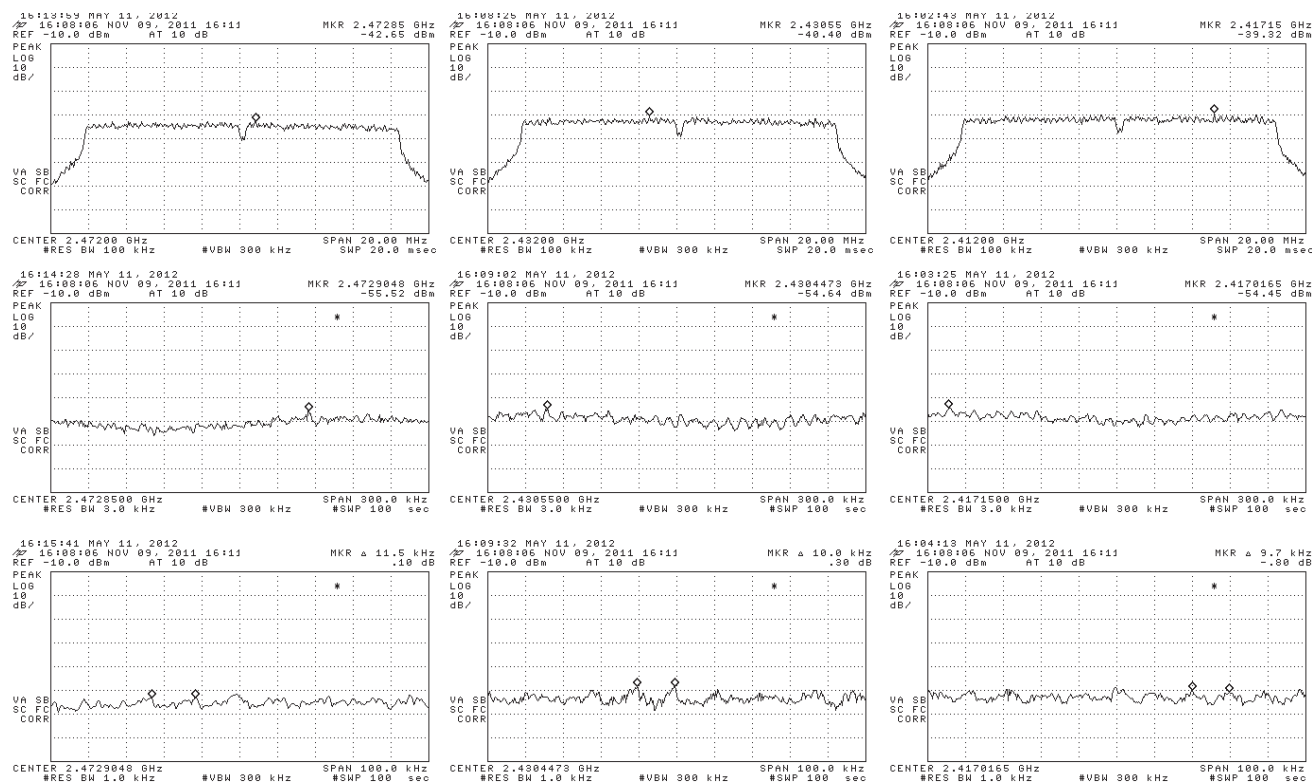 16:13:59 MAY 11, 2012
16:08:06 NOV 09, 2011 16:11 MKR 2.47285 GHz
REF -10.0 dBm AT 10 dB -42.65 dBm
PEAK
LOG
10
dB/
VA SB
SC FC
CORR
CENTER 2.47200 GHz SPAN 20.00 MHz
#RES BW 100 kHz #VBW 300 kHz SWP 20.0 msec
16:08:25 MAY 11, 2012
16:08:06 NOV 09, 2011 16:11 MKR 2.43055 GHz
REF -10.0 dBm AT 10 dB -40.40 dBm
PEAK
LOG
10
dB/
VA SB
SC FC
CORR
CENTER 2.43200 GHz SPAN 20.00 MHz
#RES BW 100 kHz #VBW 300 kHz SWP 20.0 msec
16:02:43 MAY 11, 2012
16:08:06 NOV 09, 2011 16:11 MKR 2.41715 GHz
REF -10.0 dBm AT 10 dB -39.32 dBm
PEAK
LOG
10
dB/
VA SB
SC FC
CORR
CENTER 2.41200 GHz SPAN 20.00 MHz
#RES BW 100 kHz #VBW 300 kHz SWP 20.0 msec
16:14:28 MAY 11, 2012
16:08:06 NOV 09, 2011 16:11 MKR 2.4729048 GHz
REF -10.0 dBm AT 10 dB -55.52 dBm
PEAK
LOG
10
dB/
*
VA SB
SC FC
CORR
CENTER 2.4728500 GHz SPAN 300.0 kHz
#RES BW 3.0 kHz #VBW 300 kHz #SWP 100 sec
16:09:02 MAY 11, 2012
16:08:06 NOV 09, 2011 16:11 MKR 2.4304473 GHz
REF -10.0 dBm AT 10 dB -54.64 dBm
PEAK
LOG
10
dB/
*
VA SB
SC FC
CORR
CENTER 2.4305500 GHz SPAN 300.0 kHz
#RES BW 3.0 kHz #VBW 300 kHz #SWP 100 sec
16:03:25 MAY 11, 2012
16:08:06 NOV 09, 2011 16:11 MKR 2.4170165 GHz
REF -10.0 dBm AT 10 dB -54.45 dBm
PEAK
LOG
10
dB/
*
VA SB
SC FC
CORR
CENTER 2.4171500 GHz SPAN 300.0 kHz
#RES BW 3.0 kHz #VBW 300 kHz #SWP 100 sec
16:15:41 MAY 11, 2012
16:08:06 NOV 09, 2011 16:11 MKR Δ 11.5 kHz
REF -10.0 dBm AT 10 dB .10 dB
PEAK
LOG
10
dB/
*
VA SB
SC FC
CORR
CENTER 2.4729048 GHz SPAN 100.0 kHz
#RES BW 1.0 kHz #VBW 300 kHz #SWP 100 sec
16:09:32 MAY 11, 2012
16:08:06 NOV 09, 2011 16:11 MKR Δ 10.0 kHz
REF -10.0 dBm AT 10 dB .30 dB
PEAK
LOG
10
dB/
*
VA SB
SC FC
CORR
CENTER 2.4304473 GHz SPAN 100.0 kHz
#RES BW 1.0 kHz #VBW 300 kHz #SWP 100 sec
16:04:13 MAY 11, 2012
16:08:06 NOV 09, 2011 16:11 MKR Δ 9.7 kHz
REF -10.0 dBm AT 10 dB -.80 dB
PEAK
LOG
10
dB/
*
VA SB
SC FC
CORR
CENTER 2.4170165 GHz SPAN 100.0 kHz
#RES BW 1.0 kHz #VBW 300 kHz #SWP 100 sec